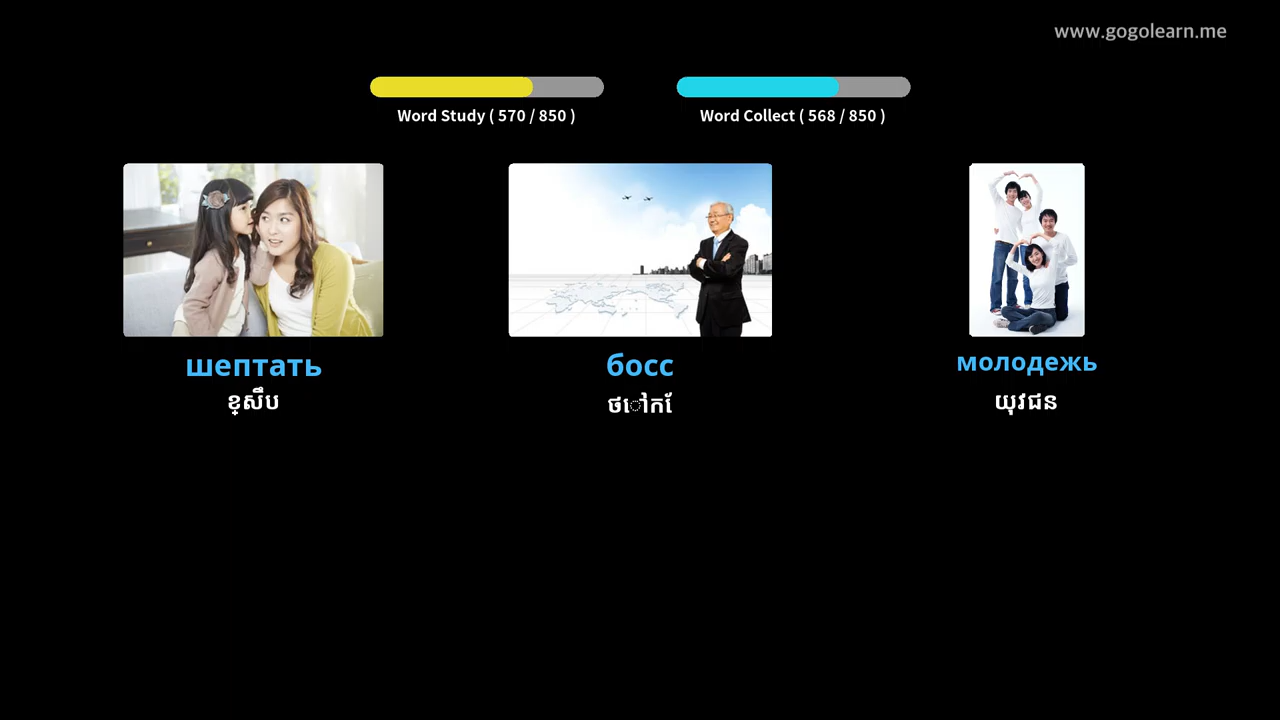 www.gogolearn.me
Word Study ( 570 / 850 )
Word Collect ( 568 / 850 )
шептать
босс
молодежь
ខ្សឹប
ថៅកែ
យុវជន